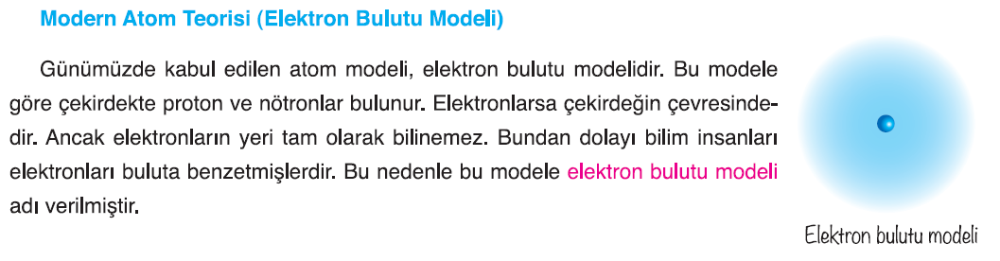 Modern Atom Teorisi (Elektron Bulutu Modeli)
Günümüzde kabul edilen atom modeli, elektron bulutu modelidir. Bu modele
göre çekirdekte proton ve nötronlar bulunur. Elektronlarsa çekirdeğin çevresinde-
dir. Ancak elektronların yeri tam olarak bilinemez. Bundan dolayı bilim insanları
elektronları buluta benzetmişlerdir. Bu nedenle bu modele elektron bulutu modeli
adı verilmiştir.
Elektron bulutu modeli